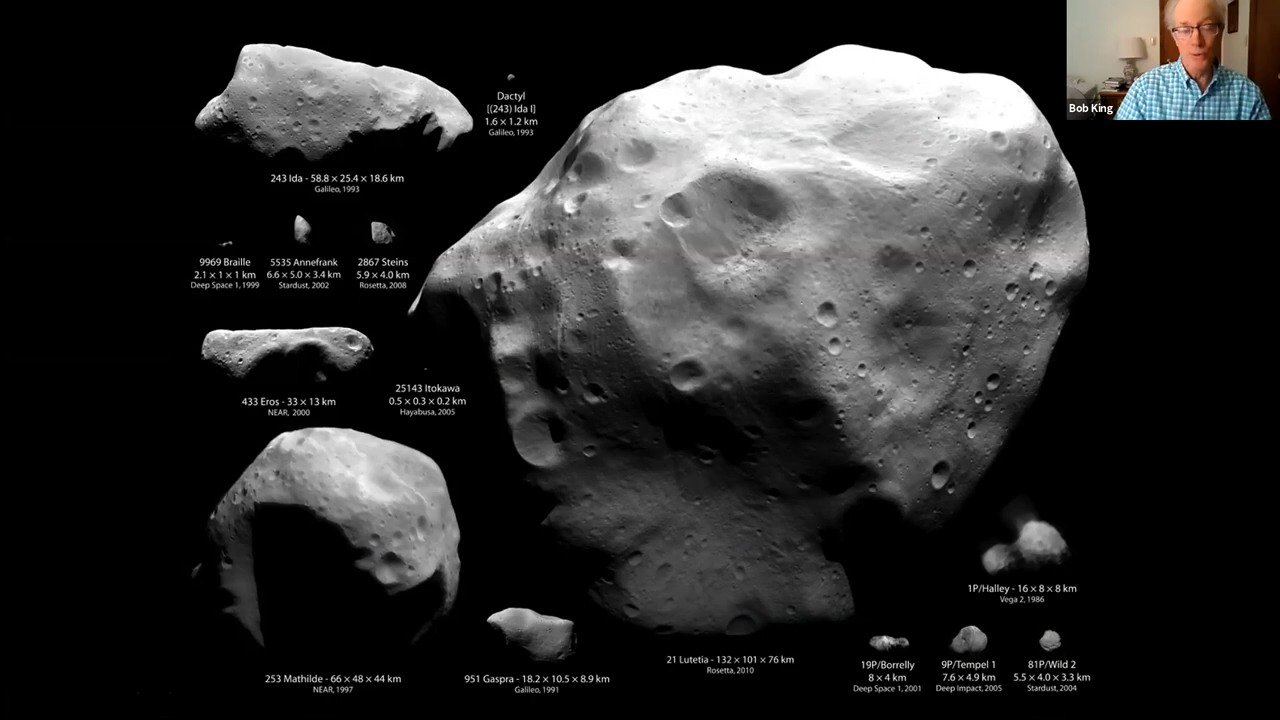 Bob King
Dactyl
[(243) Ida I]
1.6 × 1.2 km
Galileo, 1993
243 Ida - 58.8 × 25.4 × 18.6 km
Galileo, 1993
9969 Braille
2.1 × 1 × 1 km
Deep Space 1, 1999
5535 Annefrank
6.6 × 5.0 × 3.4 km
Stardust, 2002
2867 Steins
5.9 × 4.0 km
Rosetta, 2008
433 Eros - 33 × 13 km
NEAR, 2000
25143 Itokawa
0.5 × 0.3 × 0.2 km
Hayabusa, 2005
253 Mathilde - 66 × 48 × 44 km
NEAR, 1997
951 Gaspra - 18.2 × 10.5 × 8.9 km
Galileo, 1991
21 Lutetia - 132 × 101 × 76 km
Rosetta, 2010
1P/Halley - 16 × 8 × 8 km
Vega 2, 1986
19P/Borrelly
8 × 4 km
Deep Space 1, 2001
9P/Tempel 1
7.6 × 4.9 km
Deep Impact, 2005
81P/Wild 2
5.5 × 4.0 × 3.3 km
Stardust, 2004